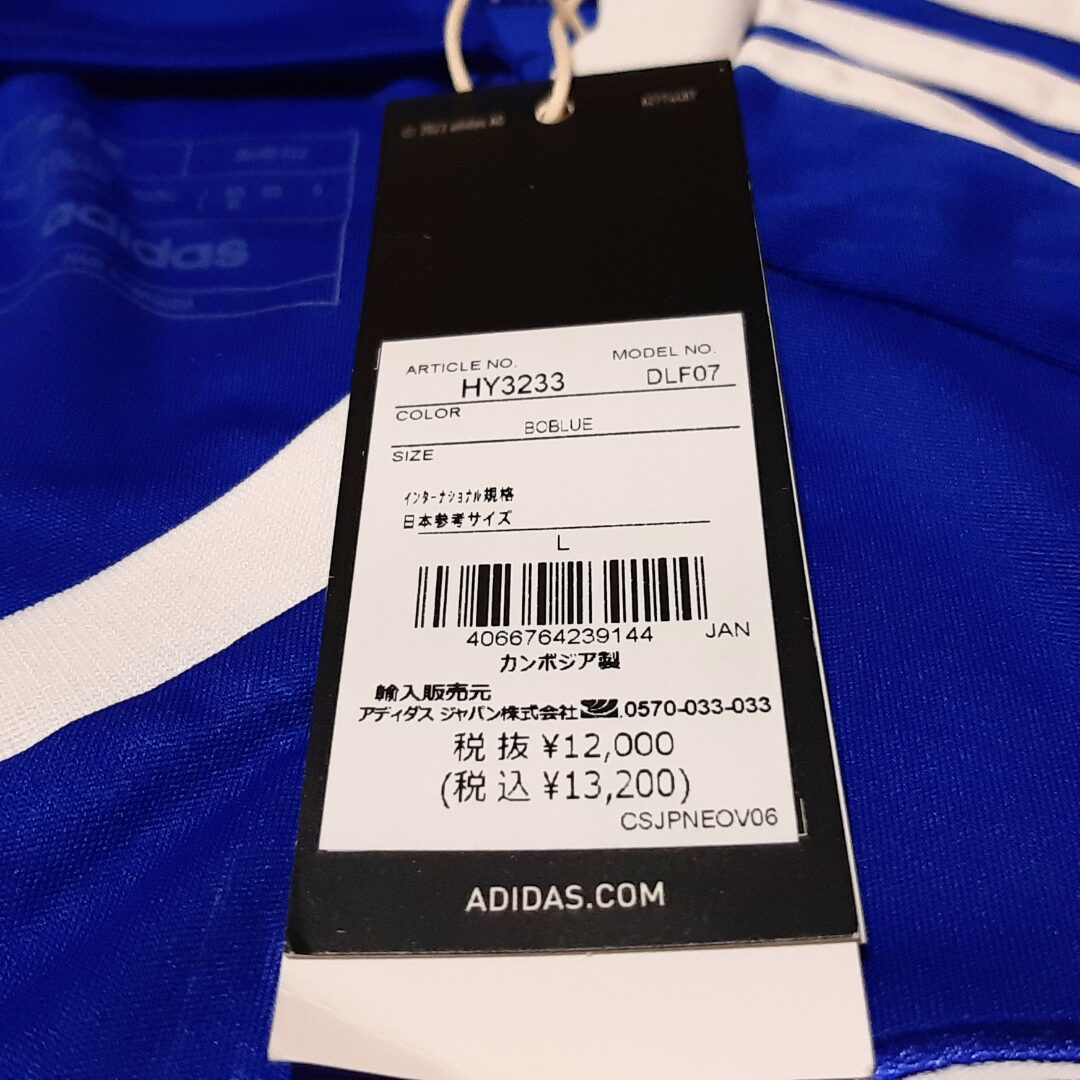 adidas
ARTICLE NO.
MODEL NO.
HY3233
DLF07
COLOR
BOBLUE
SIZE
インターナショナル規格
日本参考サイズ
L
4066764239144
JAN
カンボジア製
輸入販売元
アディダス ジャパン株式会社 0570-033-033
税抜 ¥12,000
(税込 ¥13,200)
CSJPNEOV06
ADIDAS.COM